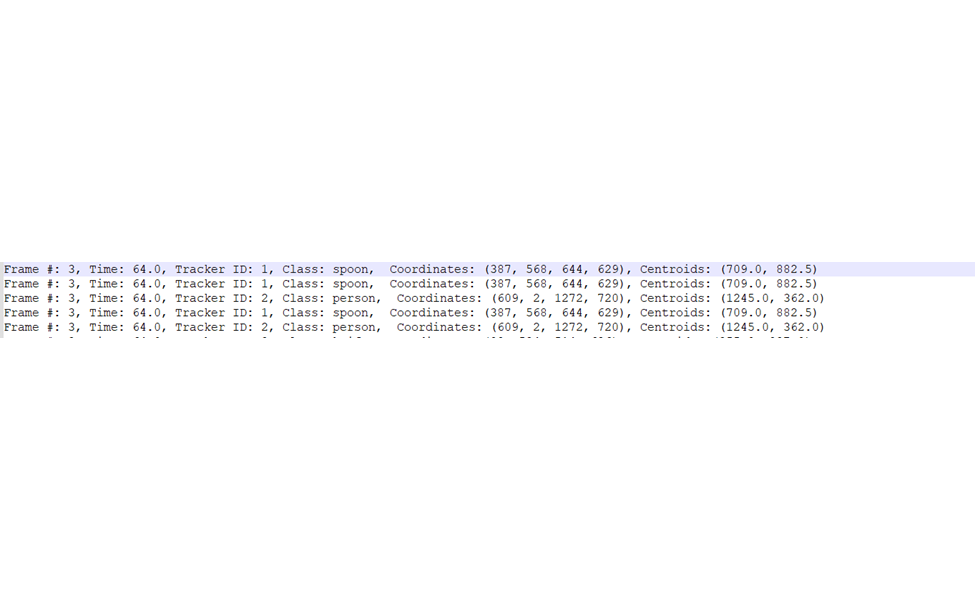 Frame #: 3, Time: 64.0, Tracker ID: 1, Class: spoon,  Coordinates: (387, 568, 644, 629), Centroids: (709.0, 882.5)
Frame #: 3, Time: 64.0, Tracker ID: 1, Class: spoon,  Coordinates: (387, 568, 644, 629), Centroids: (709.0, 882.5)
Frame #: 3, Time: 64.0, Tracker ID: 2, Class: person,  Coordinates: (609, 2, 1272, 720), Centroids: (1245.0, 362.0)
Frame #: 3, Time: 64.0, Tracker ID: 1, Class: spoon,  Coordinates: (387, 568, 644, 629), Centroids: (709.0, 882.5)
Frame #: 3, Time: 64.0, Tracker ID: 2, Class: person,  Coordinates: (609, 2, 1272, 720), Centroids: (1245.0, 362.0)